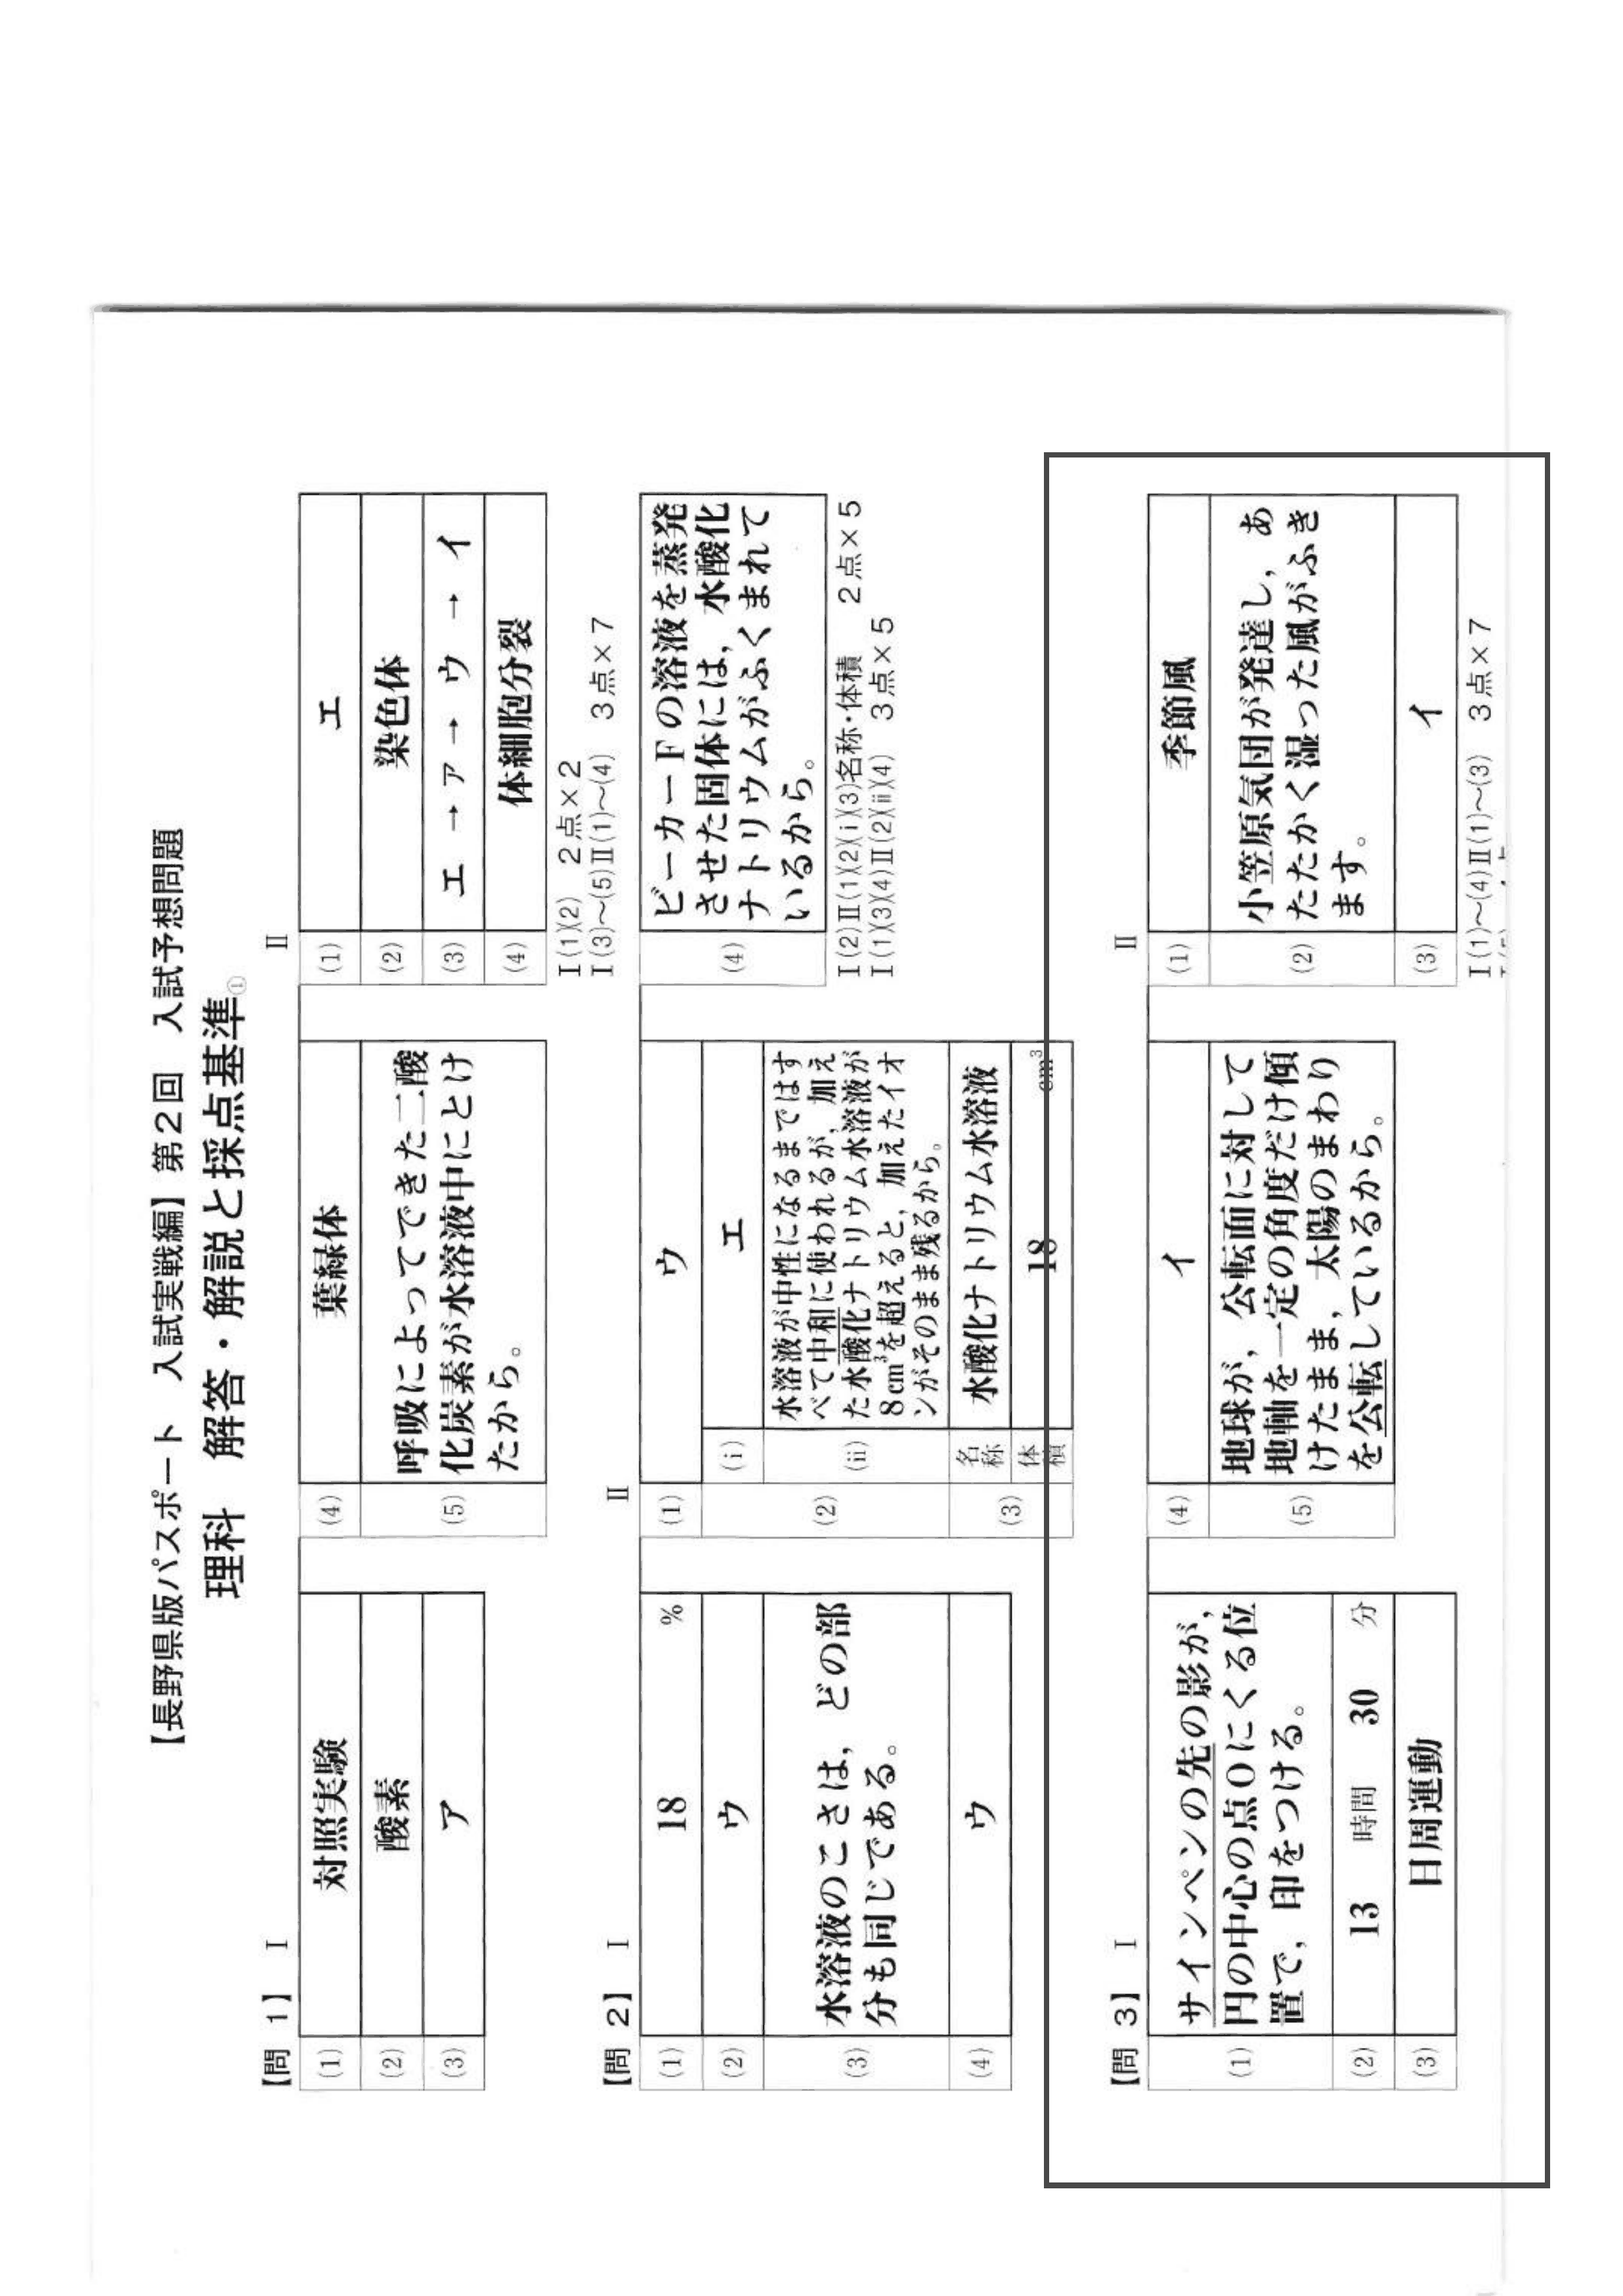 【長野県版パスポート 入試実戦編】第2回 入試予想問題
理科 解答・解説と採点基準①
【問 1】 Ⅰ
(1) 対照実験
(2) 酸素
(3) ア
(4) 葉緑体
(5) 呼吸によってできた二酸
化炭素が水溶液中にとけ
たから。
Ⅱ
(1) エ
(2) 染色体
(3) エ → ア → ウ → イ
(4) 体細胞分裂
Ⅰ(1)(2) 2点×2
Ⅰ(3)~(5)Ⅱ(1)~(4) 3点×7
【問 2】 Ⅰ
(1) 18 %
(2) ウ
(3) 水溶液のこさは,どの部
分も同じである。
(4) ウ
Ⅱ
(1) ウ
(2) (ⅰ) エ
(ⅱ) 水溶液が中性になるまではす
べて中和に使われるが,加え
た水酸化ナトリウム水溶液が
8cm³を超えると,加えたイオ
ンがそのまま残るから。
(3) 名称 水酸化ナトリウム水溶液
体積 18 cm³
(4) ビーカーFの溶液を蒸発
させた固体には,水酸化
ナトリウムがふくまれて
いるから。
Ⅰ(2)Ⅱ(1)(2)(ⅰ)(3)名称・体積 2点×5
Ⅰ(1)(3)(4)Ⅱ(2)(ⅱ)(4) 3点×5
【問 3】 Ⅰ
(1) サインペンの先の影が,
円の中心の点Oにくる位
置で,印をつける。
(2) 13 時間 30 分
(3) 日周運動
(4) イ
(5) 地球が,公転面に対して
地軸を一定の角度だけ傾
けたまま,太陽のまわり
を公転しているから。
Ⅱ
(1) 季節風
(2) 小笠原気団が発達し,あ
たたかく湿った風がふき
ます。
(3) イ
Ⅰ(1)~(4)Ⅱ(1)~(3) 3点×7